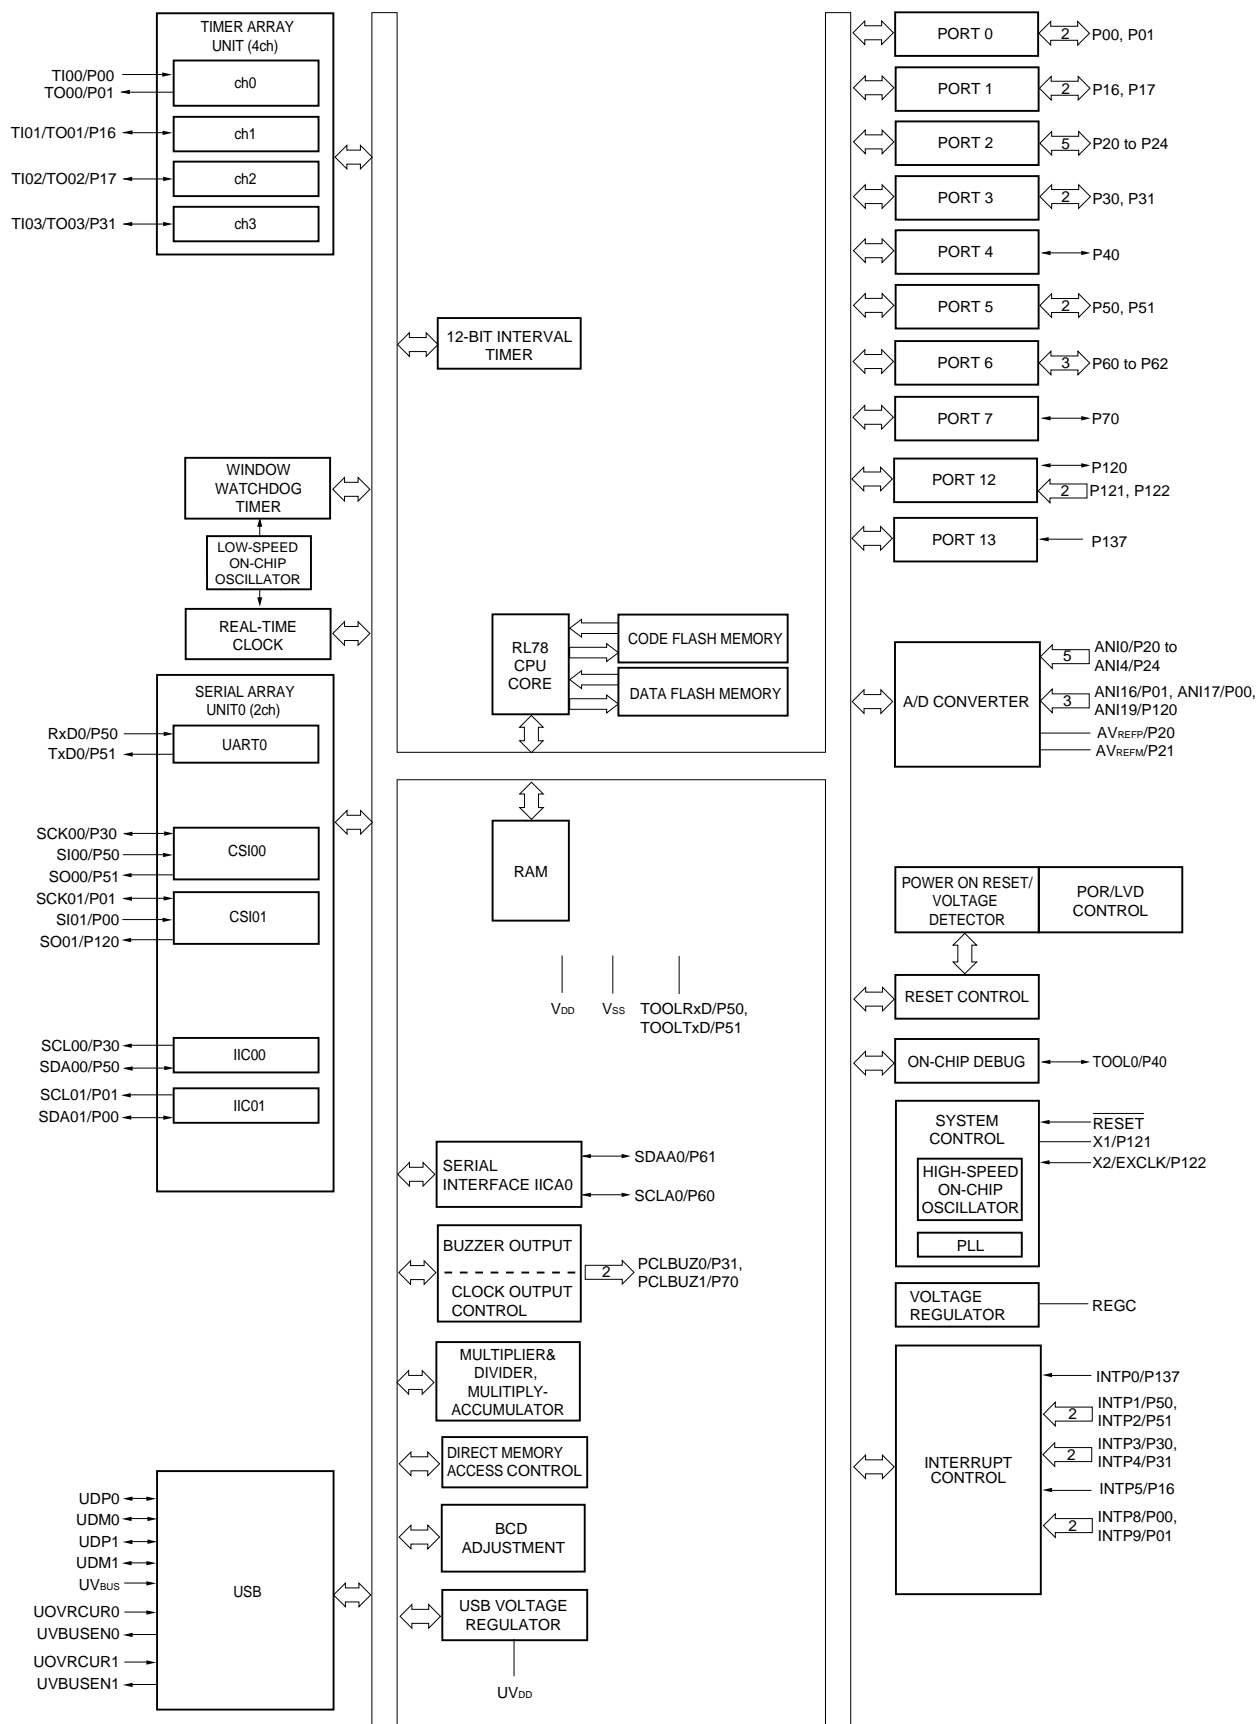 TIMER ARRAY
UNIT (4ch)
TI00/P00
TO00/P01
ch0
TI01/TO01/P16
ch1
TI02/TO02/P17
ch2
TI03/TO03/P31
ch3
12-BIT INTERVAL
TIMER
WINDOW
WATCHDOG
TIMER
LOW-SPEED
ON-CHIP
OSCILLATOR
REAL-TIME
CLOCK
SERIAL ARRAY
UNIT0 (2ch)
RxD0/P50
TxD0/P51
UART0
SCK00/P30
SI00/P50
SO00/P51
CSI00
SCK01/P01
SI01/P00
SO01/P120
CSI01
SCL00/P30
SDA00/P50
IIC00
SCL01/P01
SDA01/P00
IIC01
UDP0
UDM0
UDP1
UDM1
UVBUS
UOVRCUR0
UVBUSEN0
UOVRCUR1
UVBUSEN1
USB
RL78
CPU
CORE
CODE FLASH MEMORY
DATA FLASH MEMORY
RAM
VDD
VSS
TOOLRxD/P50,
TOOLTxD/P51
SERIAL
INTERFACE IICA0
SDAA0/P61
SCLA0/P60
BUZZER OUTPUT
CLOCK OUTPUT
CONTROL
2
PCLBUZ0/P31,
PCLBUZ1/P70
MULTIPLIER&
DIVIDER,
MULITIPLY-
ACCUMULATOR
DIRECT MEMORY
ACCESS CONTROL
BCD
ADJUSTMENT
USB VOLTAGE
REGULATOR
UVDD
PORT 0
2
P00, P01
PORT 1
2
P16, P17
PORT 2
5
P20 to P24
PORT 3
2
P30, P31
PORT 4
P40
PORT 5
2
P50, P51
PORT 6
3
P60 to P62
PORT 7
P70
PORT 12
P120
2
P121, P122
PORT 13
P137
A/D CONVERTER
5
ANI0/P20 to
ANI4/P24
3
ANI16/P01, ANI17/P00,
ANI19/P120
AVREFP/P20
AVREFM/P21
POWER ON RESET/
VOLTAGE
DETECTOR
POR/LVD
CONTROL
RESET CONTROL
ON-CHIP DEBUG
TOOL0/P40
SYSTEM
CONTROL
RESET
X1/P121
X2/EXCLK/P122
HIGH-SPEED
ON-CHIP
OSCILLATOR
PLL
VOLTAGE
REGULATOR
REGC
INTERRUPT
CONTROL
INTP0/P137
2
INTP1/P50,
INTP2/P51
2
INTP3/P30,
INTP4/P31
INTP5/P16
2
INTP8/P00,
INTP9/P01